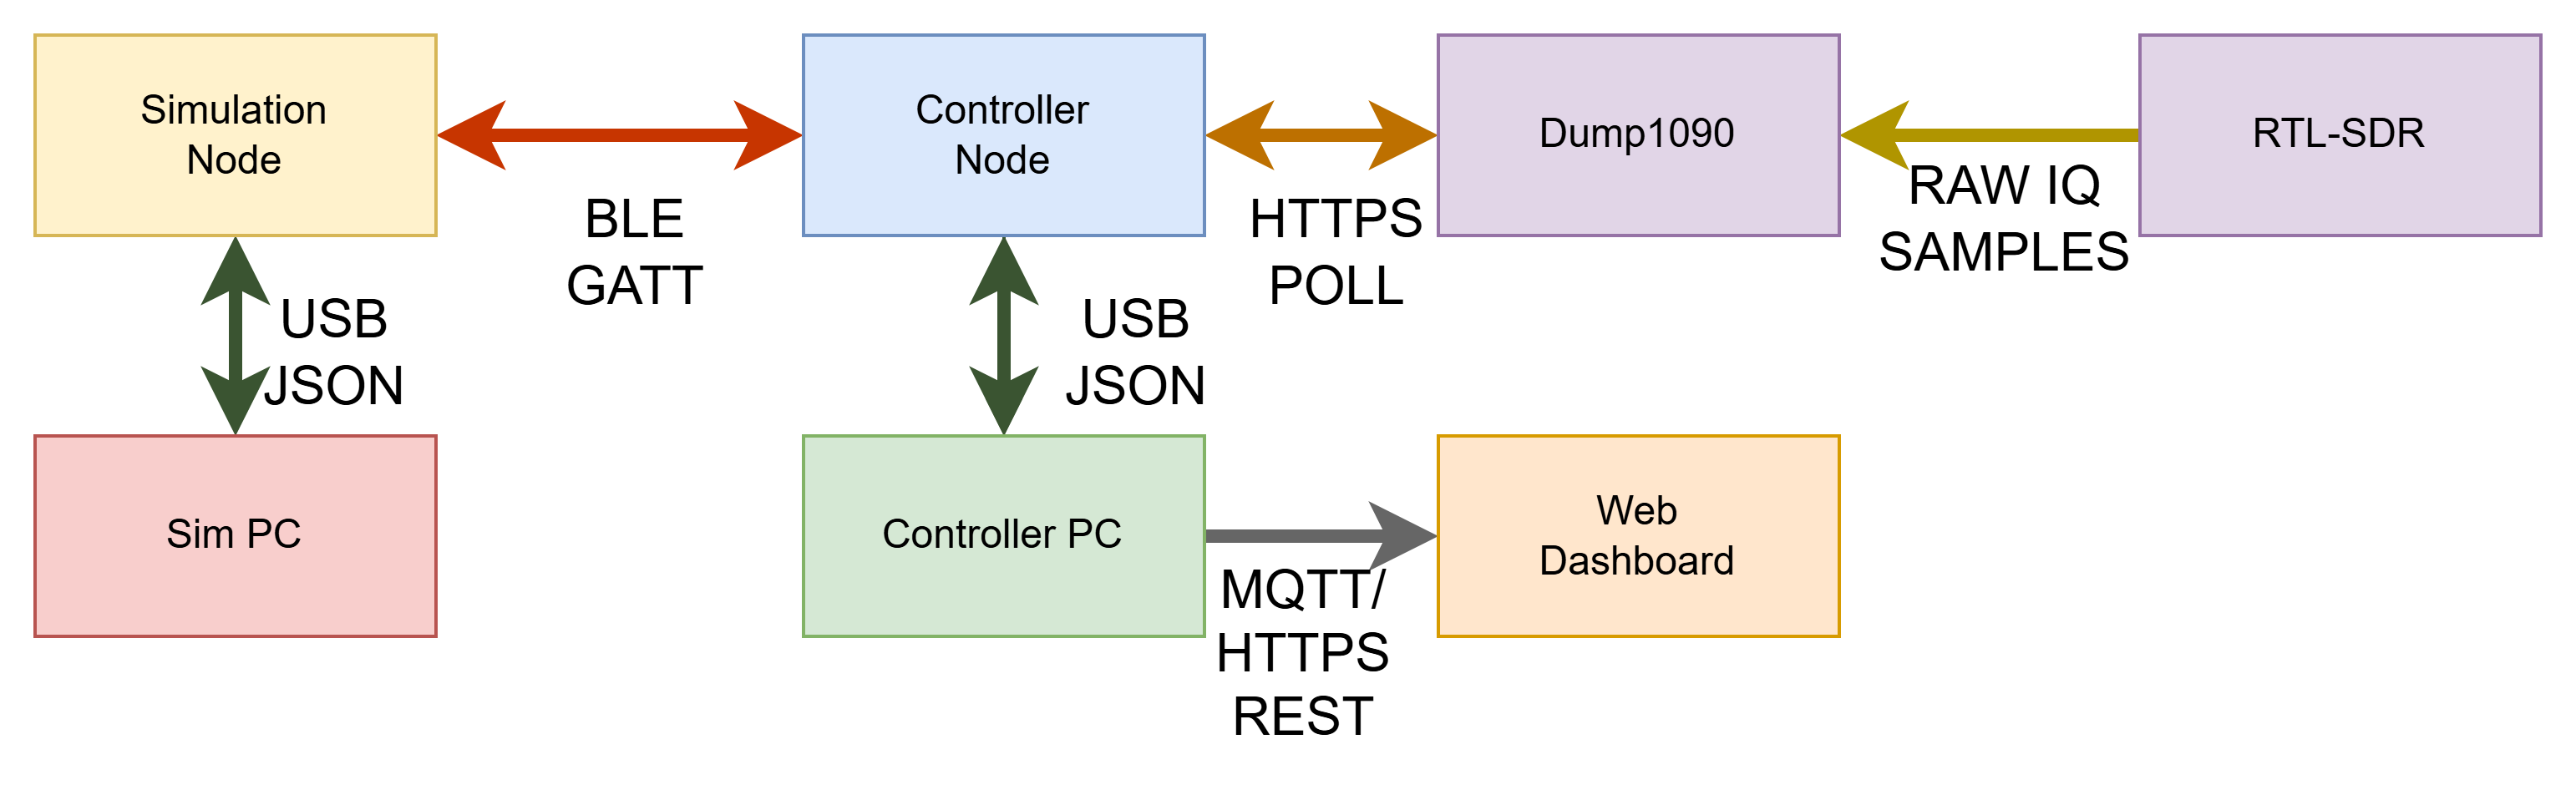 Simulation
Node
Controller
Node
Dump1090
RTL-SDR
BLE
GATT
HTTPS
POLL
RAW IQ
SAMPLES
USB
JSON
USB
JSON
Sim PC
Controller PC
Web
Dashboard
MQTT/
HTTPS
REST